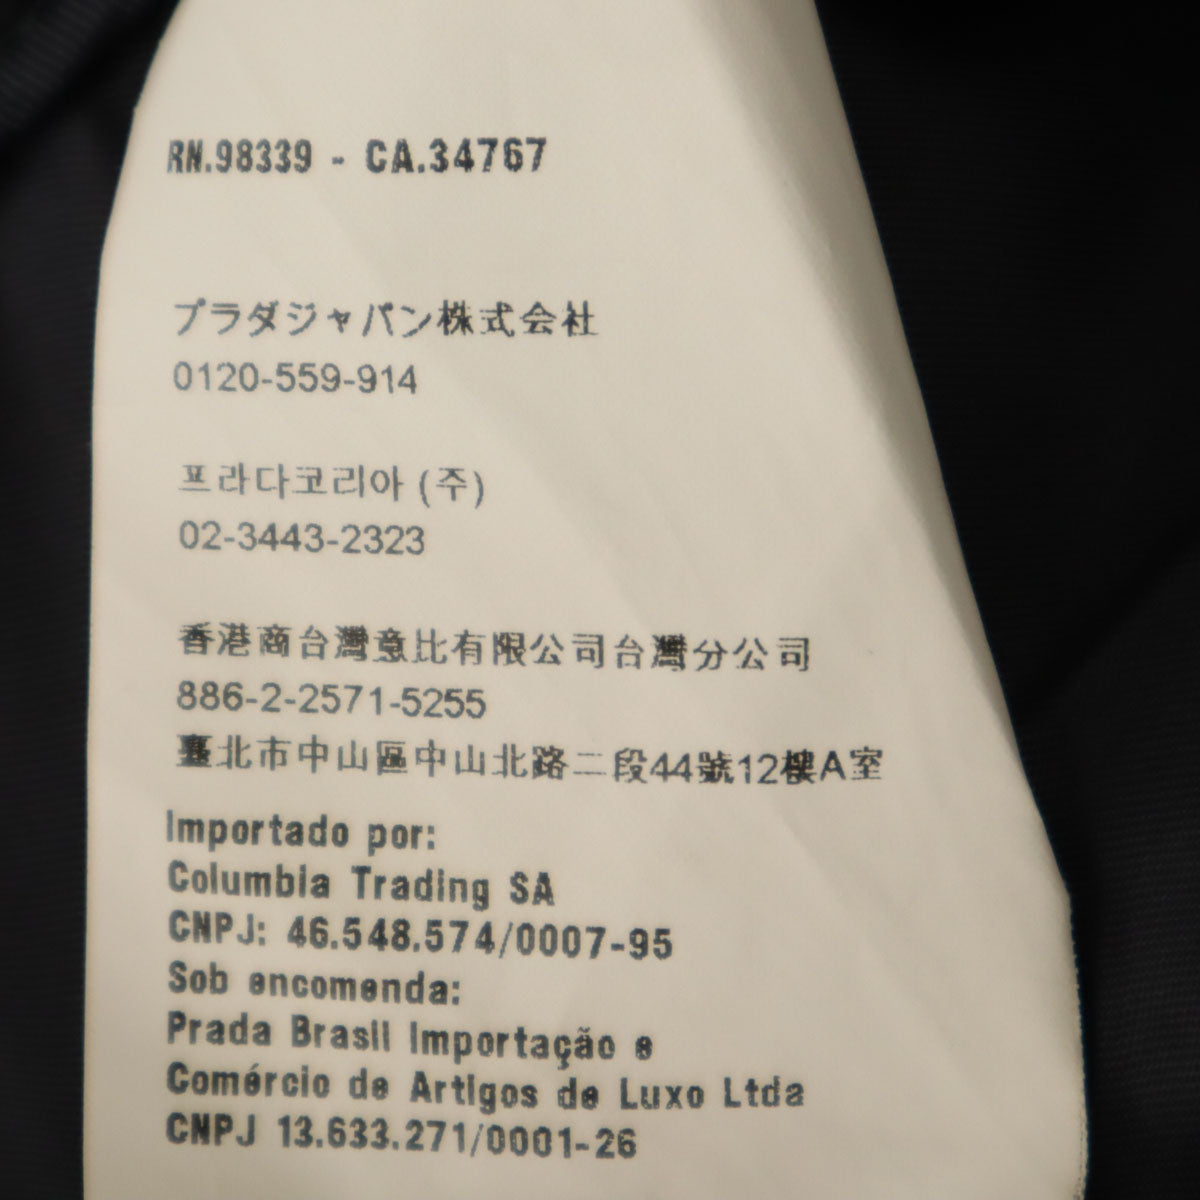 RN.98339 - CA.34767
プラダジャパン株式会社
0120-559-914
프라다코리아 (주)
02-3443-2323
香港商台灣意比有限公司台灣分公司
886-2-2571-5255
臺北市中山區中山北路二段44號12樓A室
Importado por:
Columbia Trading SA
CNPJ: 46.548.574/0007-95
Sob encomenda:
Prada Brasil Importação e
Comércio de Artigos de Luxo Ltda
CNPJ 13.633.271/0001-26